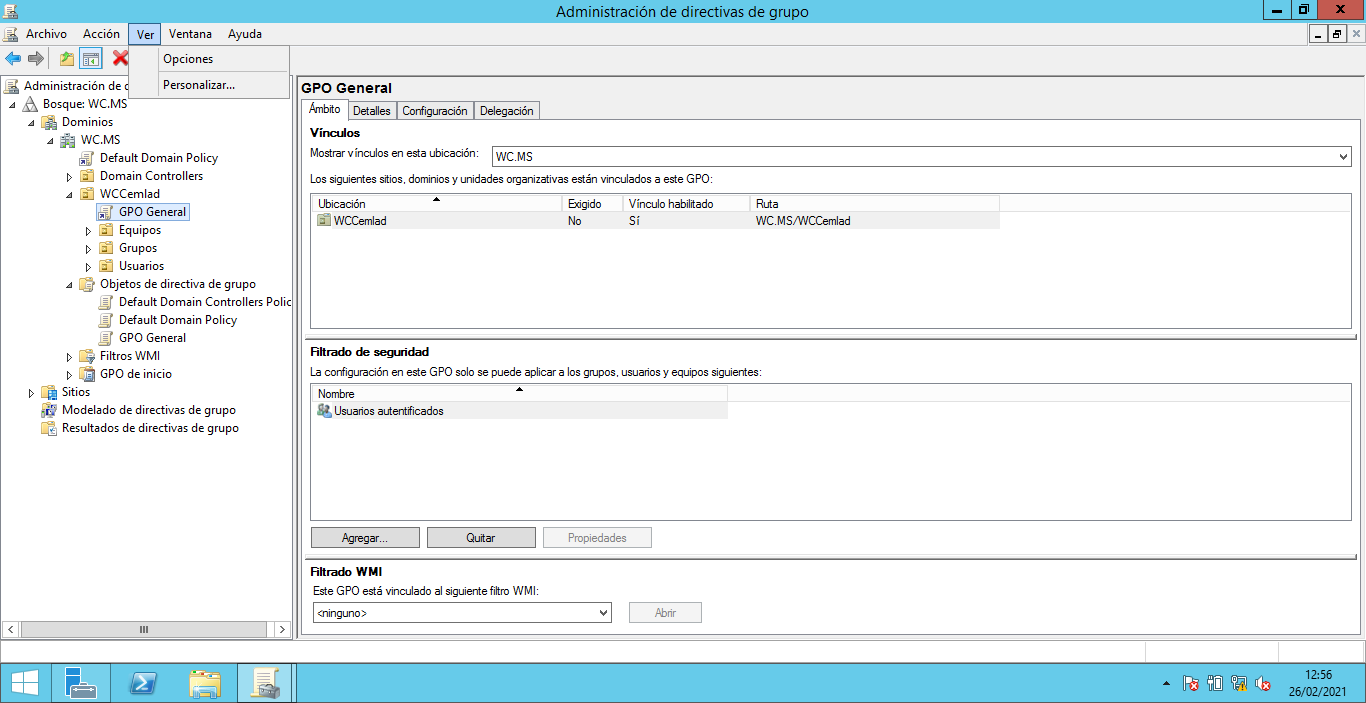 Administración de directivas de grupo
Archivo Acción Ver Ventana Ayuda
Opciones
Personalizar...
Administración de d
Bosque: WC.MS
Dominios
WC.MS
Default Domain Policy
Domain Controllers
WCCemlad
GPO General
Equipos
Grupos
Usuarios
Objetos de directiva de grupo
Default Domain Controllers Polic
Default Domain Policy
GPO General
Filtros WMI
GPO de inicio
Sitios
Modelado de directivas de grupo
Resultados de directivas de grupo
GPO General
Ámbito Detalles Configuración Delegación
Vínculos
Mostrar vínculos en esta ubicación: WC.MS
Los siguientes sitios, dominios y unidades organizativas están vinculados a este GPO:
Ubicación Exigido Vínculo habilitado Ruta
WCCemlad No Sí WC.MS/WCCemlad
Filtrado de seguridad
La configuración en este GPO solo se puede aplicar a los grupos, usuarios y equipos siguientes:
Nombre
Usuarios autentificados
Agregar... Quitar Propiedades
Filtrado WMI
Este GPO está vinculado al siguiente filtro WMI:
<ninguno> Abrir
12:56
26/02/2021